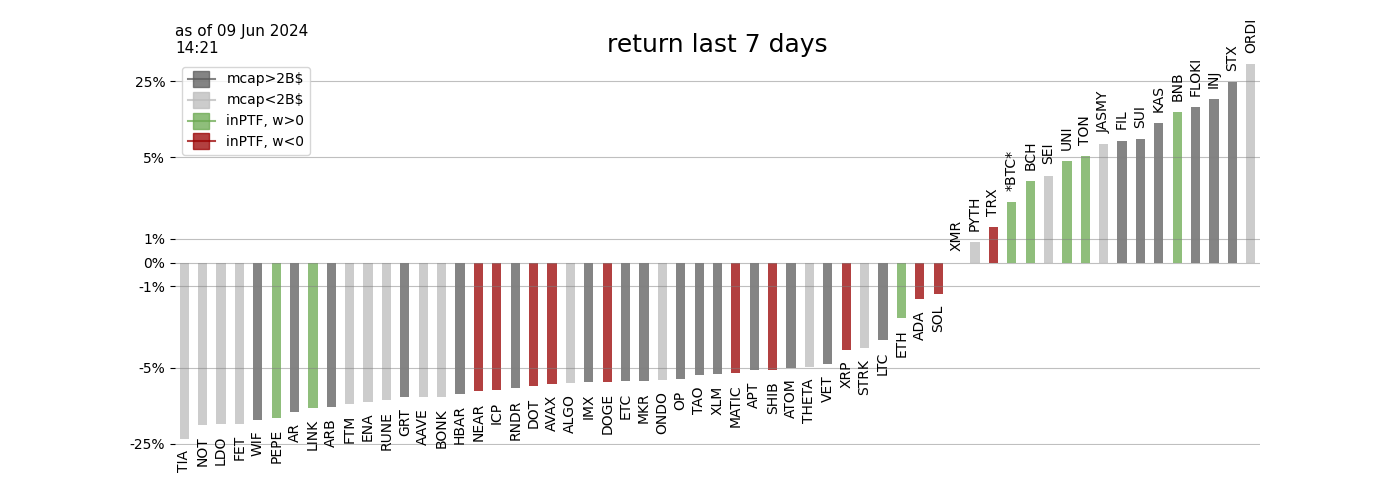 as of 09 Jun 2024
14:21
return last 7 days
mcap>2B$
mcap<2B$
inPTF, w>0
inPTF, w<0
25%
5%
1%
0%
-1%
-5%
-25%
TIA
NOT
LDO
FET
WIF
PEPE
AR
LINK
ARB
FTM
ENA
RUNE
GRT
AAVE
BONK
HBAR
NEAR
ICP
RNDR
DOT
AVAX
ALGO
IMX
DOGE
ETC
MKR
ONDO
OP
TAO
XLM
MATIC
APT
SHIB
ATOM
THETA
VET
XRP
STRK
LTC
ETH
ADA
SOL
XMR
PYTH
TRX
*BTC*
BCH
SEI
UNI
TON
JASMY
FIL
SUI
KAS
BNB
FLOKI
INJ
STX
ORDI